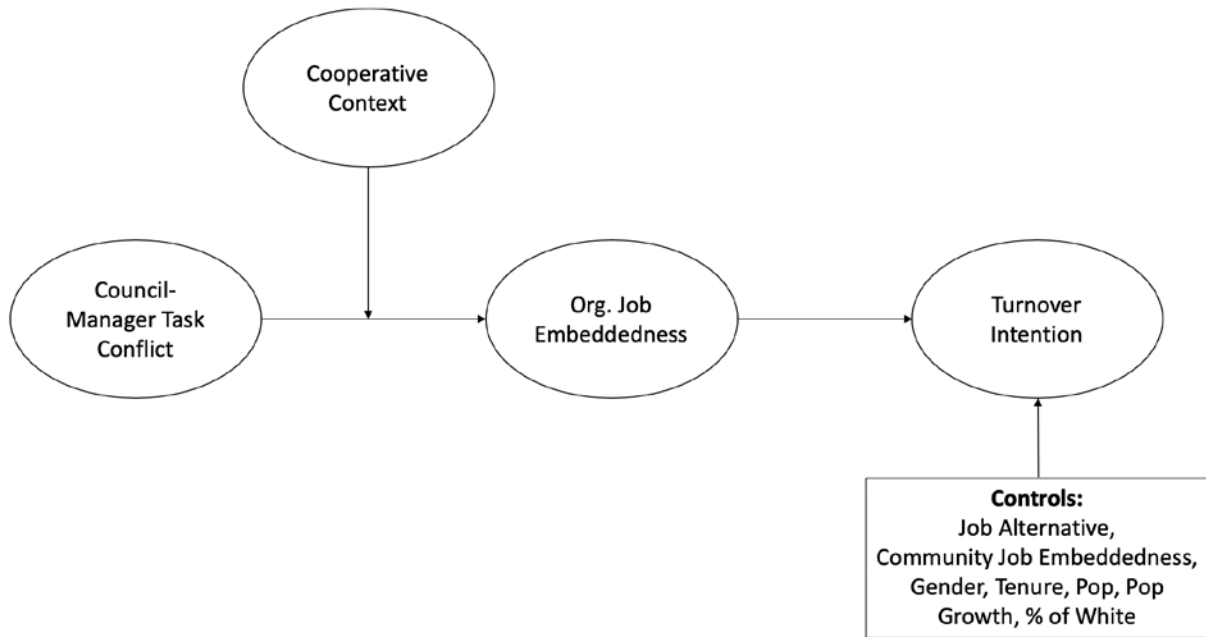 Cooperative
Context
Council-
Manager Task
Conflict
Org. Job
Embeddedness
Turnover
Intention
Controls:
Job Alternative,
Community Job Embeddedness,
Gender, Tenure, Pop, Pop
Growth, % of White